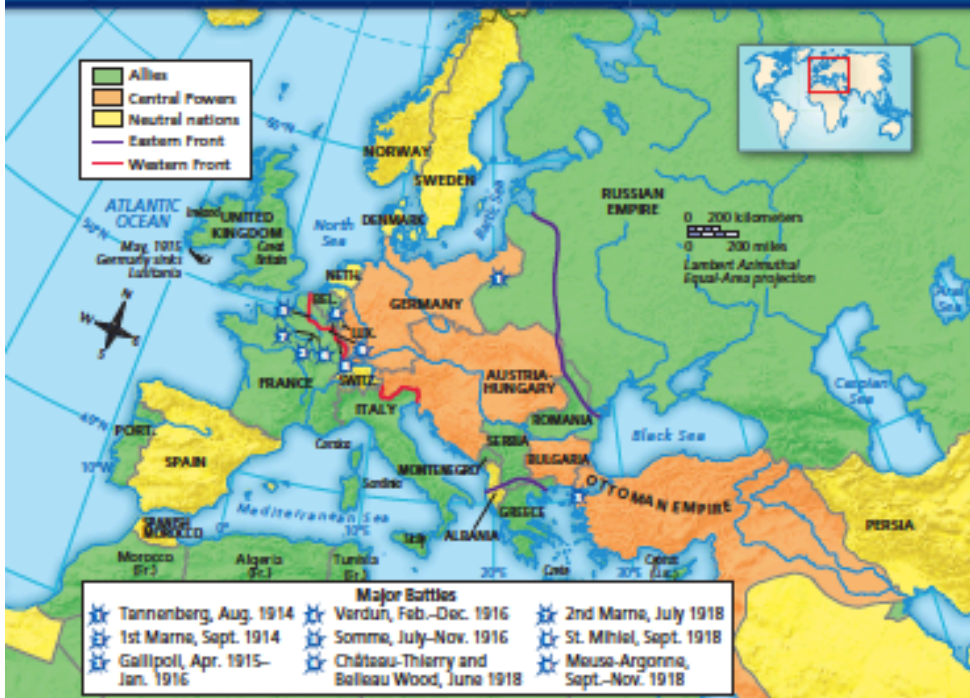 Allies
Central Powers
Neutral nations
Eastern Front
Western Front
NORWAY
SWEDEN
ATLANTIC
OCEAN
Ireland
UNITED
KINGDOM
Great
Britain
North
Sea
DENMARK
Baltic Sea
RUSSIAN
EMPIRE
0 200 kilometers
0 200 miles
Lambert Azimuthal
Equal-Area projection
May, 1915
Germany sinks
Lusitania
50°N
N
W
E
S
NETH.
BEL.
GERMANY
LUX.
FRANCE
SWITZ.
AUSTRIA-
HUNGARY
ITALY
ROMANIA
Aral
Sea
Caspian
Sea
Black Sea
40°N
10°W
PORT.
SPAIN
Corsica
Sardinia
SERBIA
MONTENEGRO
BULGARIA
OTTOMAN EMPIRE
PERSIA
ALBANIA
GREECE
Mediterranean Sea
SPANISH
MOROCCO
0°
Sicily
Crete
Morocco
(Fr.)
Algeria
(Fr.)
Tunisia
(Fr.)
Major Battles
Tannenberg, Aug. 1914
1st Marne, Sept. 1914
Gallipoli, Apr. 1915–
Jan. 1916
Verdun, Feb.–Dec. 1916
Somme, July–Nov. 1916
Château-Thierry and
Belleau Wood, June 1918
2nd Marne, July 1918
St. Mihiel, Sept. 1918
Meuse-Argonne,
Sept.–Nov. 1918